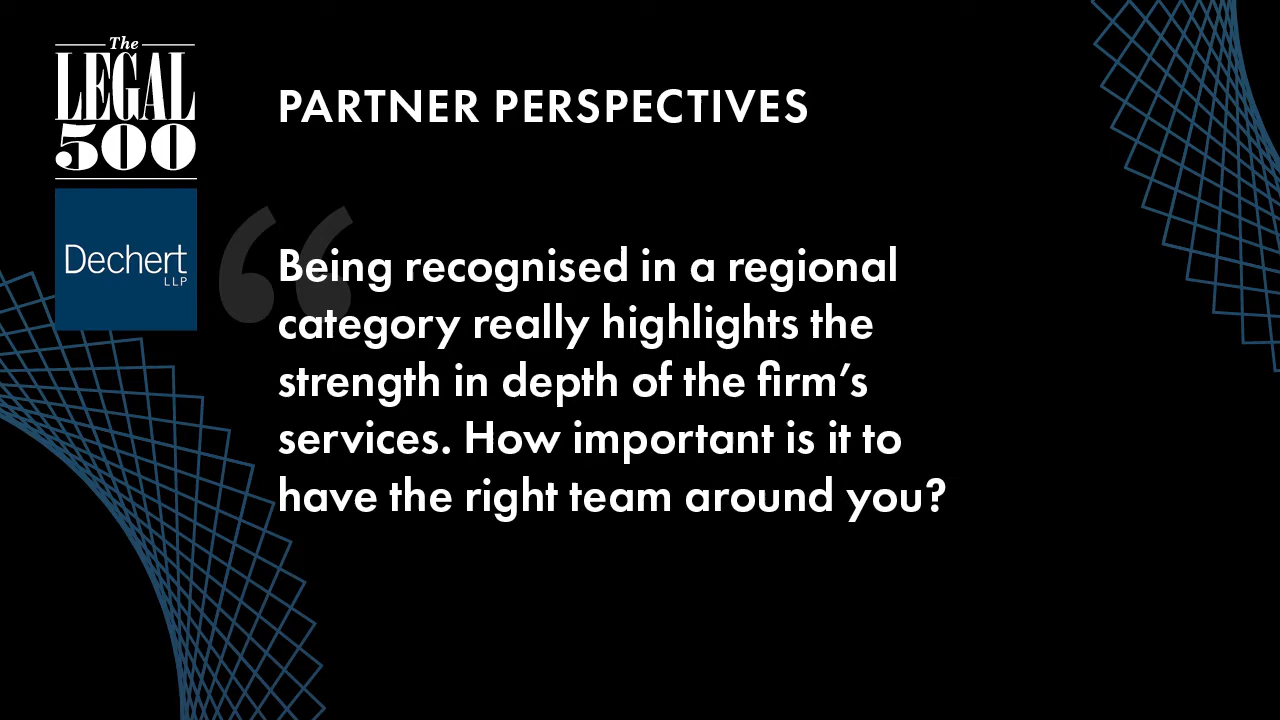 The
LEGAL
500
Dechert
LLP
PARTNER PERSPECTIVES
“
Being recognised in a regional
category really highlights the
strength in depth of the firm’s
services. How important is it to
have the right team around you?